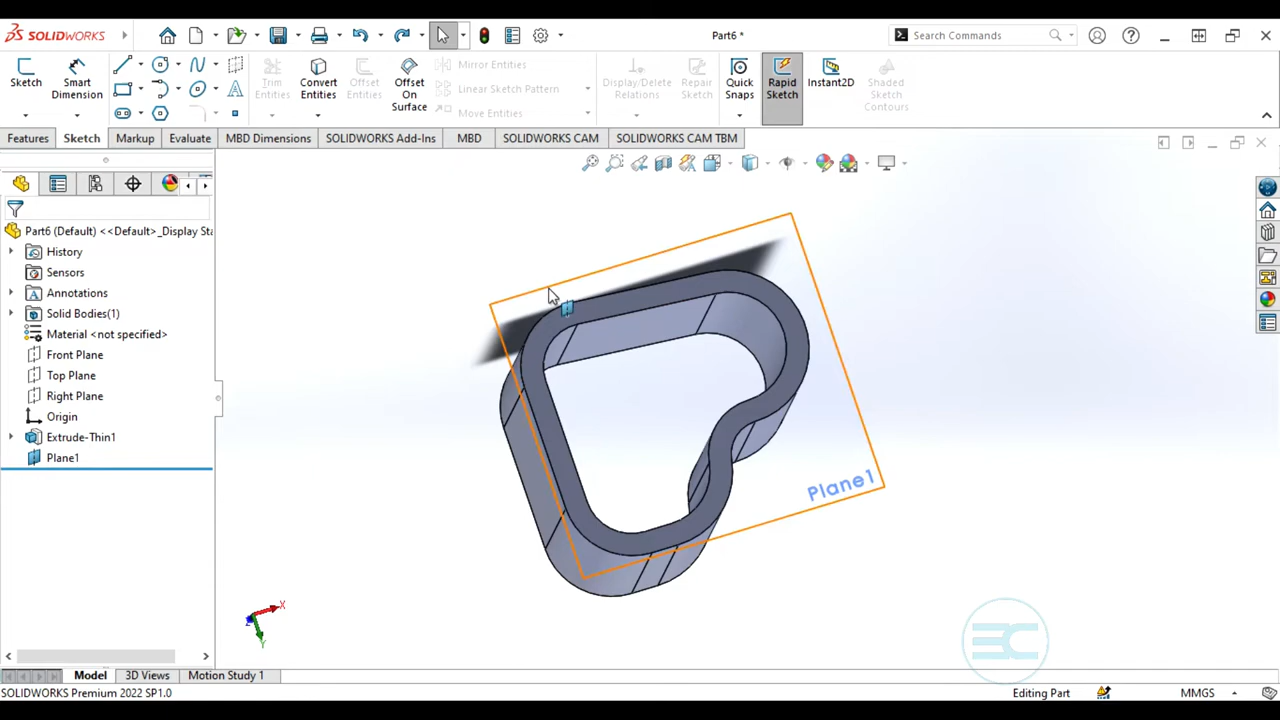 SOLIDWORKS
Part6 *
Search Commands
Sketch
Smart Dimension
Trim Entities
Convert Entities
Offset Entities
Offset On Surface
Mirror Entities
Linear Sketch Pattern
Move Entities
Display/Delete Relations
Repair Sketch
Quick Snaps
Rapid Sketch
Instant2D
Shaded Sketch Contours
Features
Sketch
Markup
Evaluate
MBD Dimensions
SOLIDWORKS Add-Ins
MBD
SOLIDWORKS CAM
SOLIDWORKS CAM TBM
Part6 (Default) <<Default>_Display Sta
History
Sensors
Annotations
Solid Bodies(1)
Material <not specified>
Front Plane
Top Plane
Right Plane
Origin
Extrude-Thin1
Plane1
Plane1
X
Y
Z
Model
3D Views
Motion Study 1
SOLIDWORKS Premium 2022 SP1.0
Editing Part
MMGS